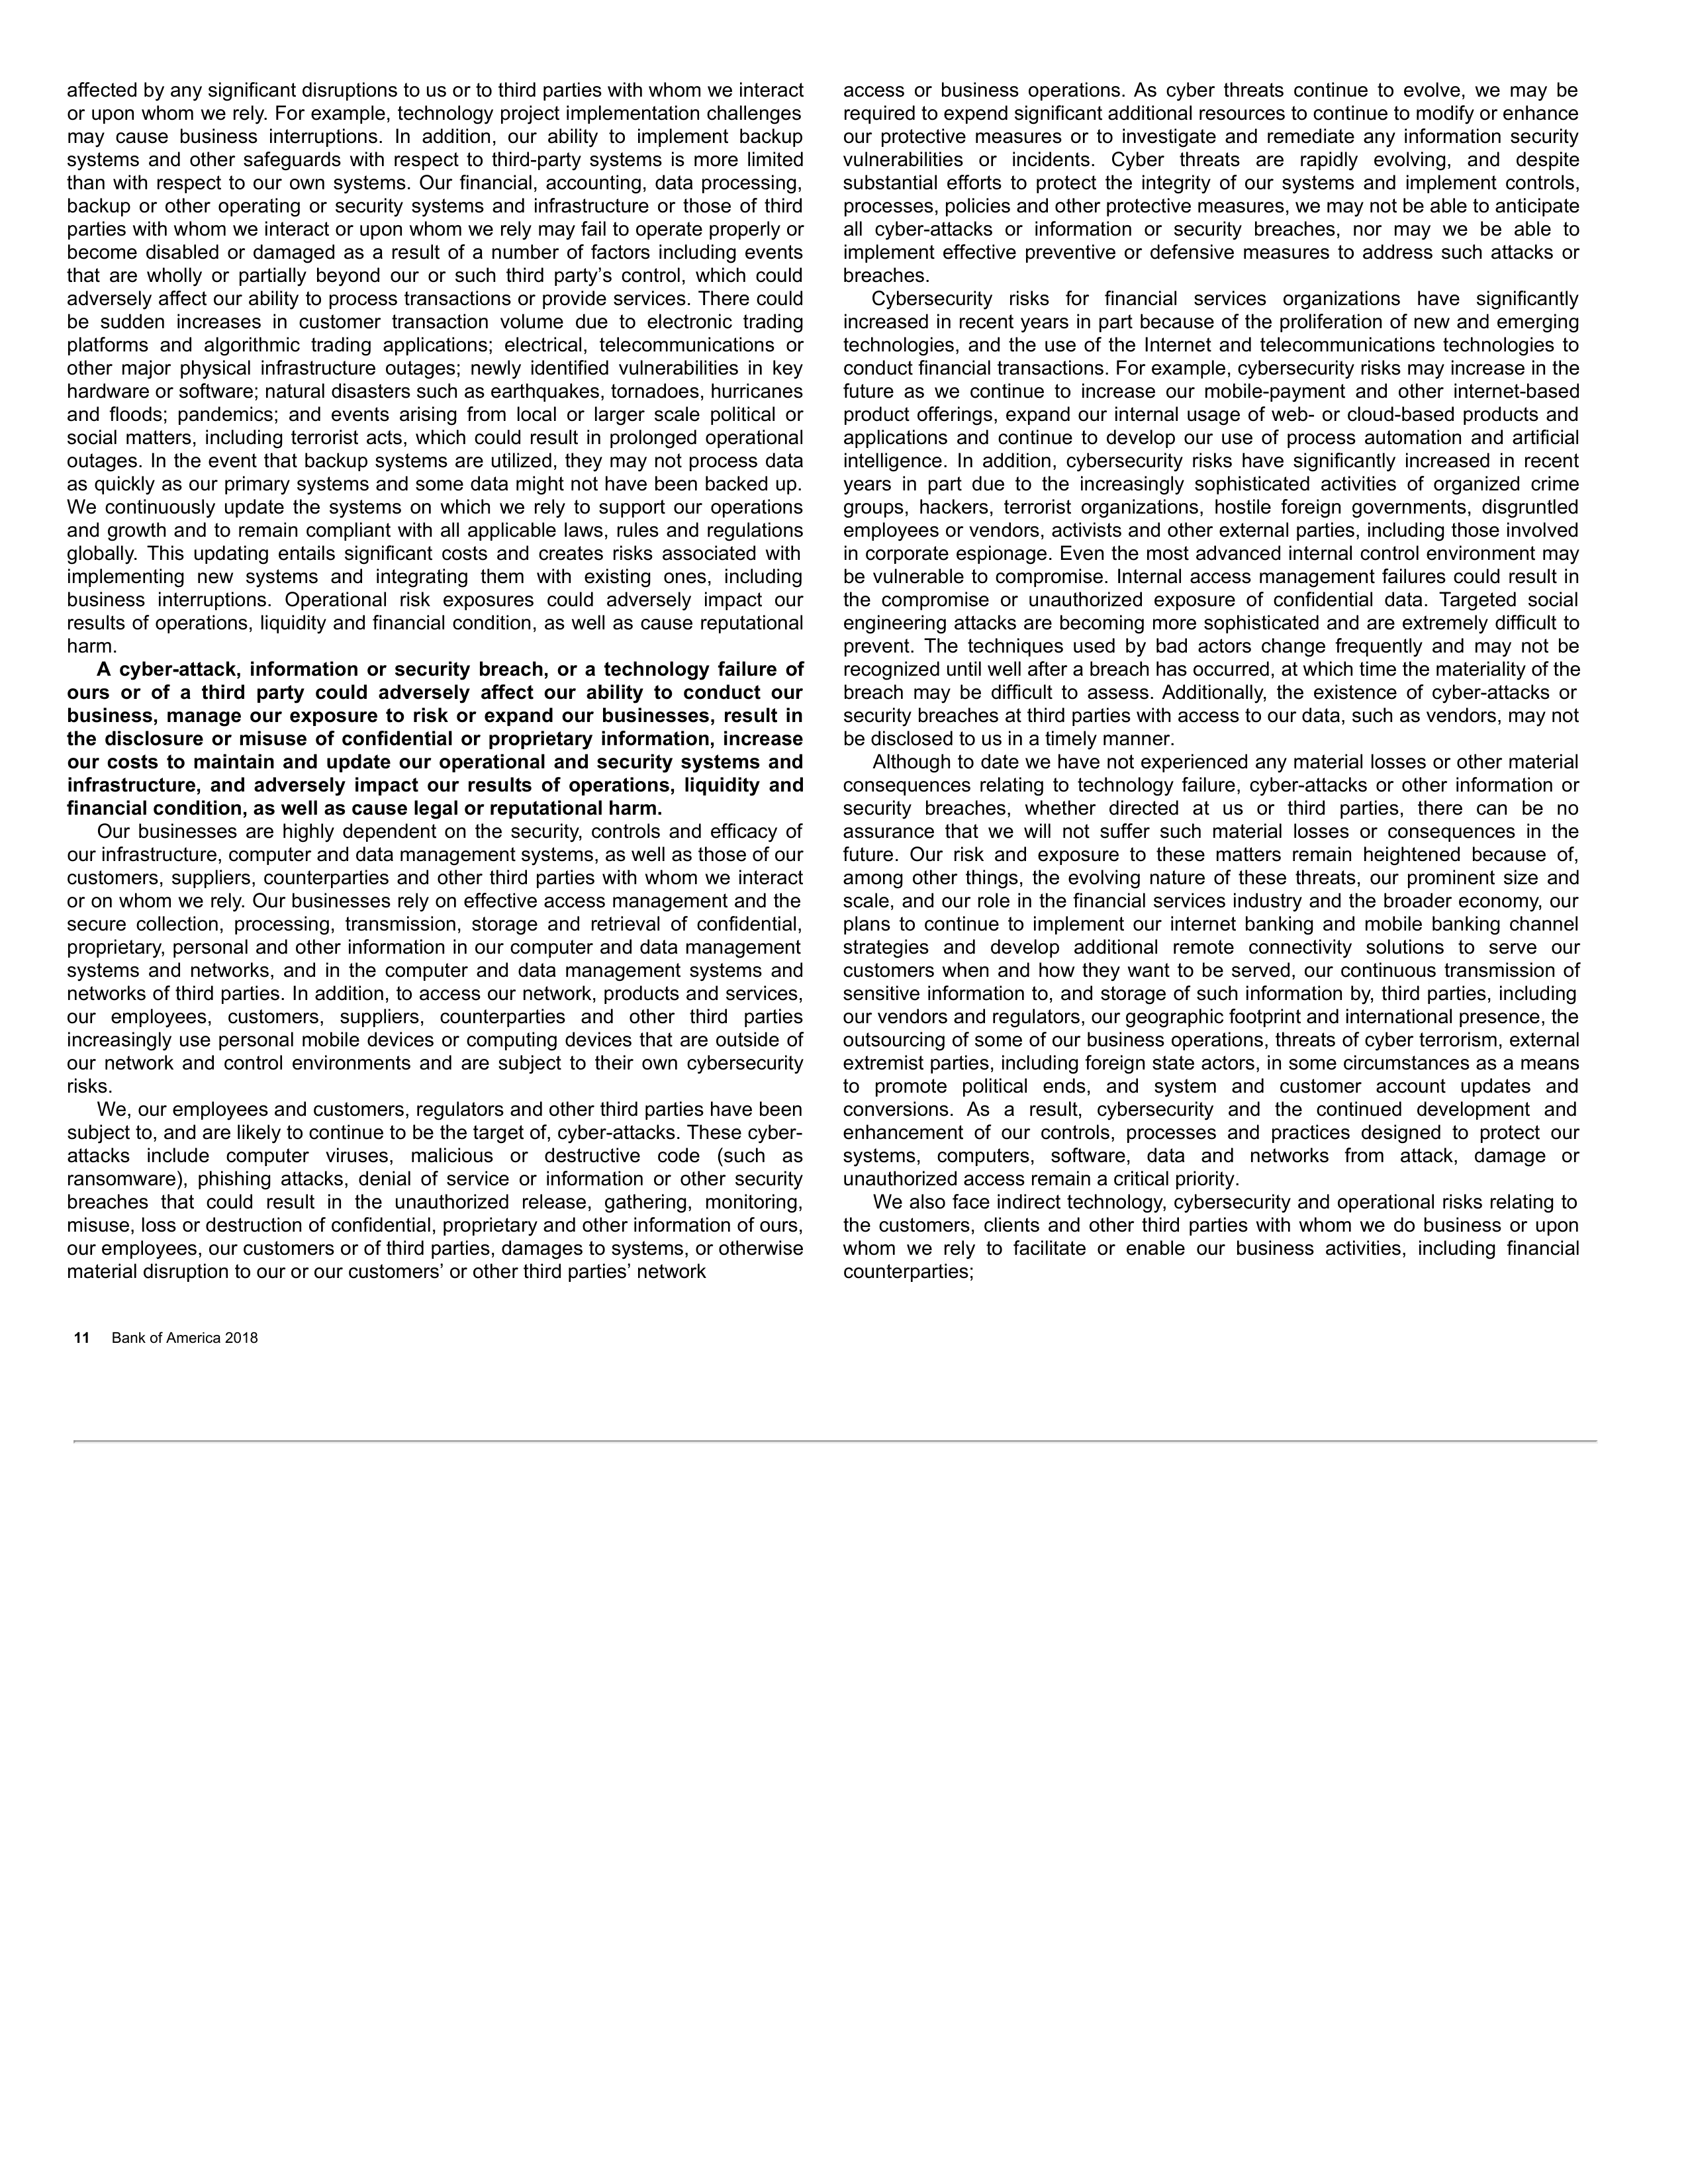 affected by any significant disruptions to us or to third parties with whom we interact
or upon whom we rely. For example, technology project implementation challenges
may cause business interruptions. In addition, our ability to implement backup
systems and other safeguards with respect to third-party systems is more limited
than with respect to our own systems. Our financial, accounting, data processing,
backup or other operating or security systems and infrastructure or those of third
parties with whom we interact or upon whom we rely may fail to operate properly or
become disabled or damaged as a result of a number of factors including events
that are wholly or partially beyond our or such third party’s control, which could
adversely affect our ability to process transactions or provide services. There could
be sudden increases in customer transaction volume due to electronic trading
platforms and algorithmic trading applications; electrical, telecommunications or
other major physical infrastructure outages; newly identified vulnerabilities in key
hardware or software; natural disasters such as earthquakes, tornadoes, hurricanes
and floods; pandemics; and events arising from local or larger scale political or
social matters, including terrorist acts, which could result in prolonged operational
outages. In the event that backup systems are utilized, they may not process data
as quickly as our primary systems and some data might not have been backed up.
We continuously update the systems on which we rely to support our operations
and growth and to remain compliant with all applicable laws, rules and regulations
globally. This updating entails significant costs and creates risks associated with
implementing new systems and integrating them with existing ones, including
business interruptions. Operational risk exposures could adversely impact our
results of operations, liquidity and financial condition, as well as cause reputational
harm.
A cyber-attack, information or security breach, or a technology failure of
ours or of a third party could adversely affect our ability to conduct our
business, manage our exposure to risk or expand our businesses, result in
the disclosure or misuse of confidential or proprietary information, increase
our costs to maintain and update our operational and security systems and
infrastructure, and adversely impact our results of operations, liquidity and
financial condition, as well as cause legal or reputational harm.
Our businesses are highly dependent on the security, controls and efficacy of
our infrastructure, computer and data management systems, as well as those of our
customers, suppliers, counterparties and other third parties with whom we interact
or on whom we rely. Our businesses rely on effective access management and the
secure collection, processing, transmission, storage and retrieval of confidential,
proprietary, personal and other information in our computer and data management
systems and networks, and in the computer and data management systems and
networks of third parties. In addition, to access our network, products and services,
our employees, customers, suppliers, counterparties and other third parties
increasingly use personal mobile devices or computing devices that are outside of
our network and control environments and are subject to their own cybersecurity
risks.
We, our employees and customers, regulators and other third parties have been
subject to, and are likely to continue to be the target of, cyber-attacks. These cyber-
attacks include computer viruses, malicious or destructive code (such as
ransomware), phishing attacks, denial of service or information or other security
breaches that could result in the unauthorized release, gathering, monitoring,
misuse, loss or destruction of confidential, proprietary and other information of ours,
our employees, our customers or of third parties, damages to systems, or otherwise
material disruption to our or our customers’ or other third parties’ network
access or business operations. As cyber threats continue to evolve, we may be
required to expend significant additional resources to continue to modify or enhance
our protective measures or to investigate and remediate any information security
vulnerabilities or incidents. Cyber threats are rapidly evolving, and despite
substantial efforts to protect the integrity of our systems and implement controls,
processes, policies and other protective measures, we may not be able to anticipate
all cyber-attacks or information or security breaches, nor may we be able to
implement effective preventive or defensive measures to address such attacks or
breaches.
Cybersecurity risks for financial services organizations have significantly
increased in recent years in part because of the proliferation of new and emerging
technologies, and the use of the Internet and telecommunications technologies to
conduct financial transactions. For example, cybersecurity risks may increase in the
future as we continue to increase our mobile-payment and other internet-based
product offerings, expand our internal usage of web- or cloud-based products and
applications and continue to develop our use of process automation and artificial
intelligence. In addition, cybersecurity risks have significantly increased in recent
years in part due to the increasingly sophisticated activities of organized crime
groups, hackers, terrorist organizations, hostile foreign governments, disgruntled
employees or vendors, activists and other external parties, including those involved
in corporate espionage. Even the most advanced internal control environment may
be vulnerable to compromise. Internal access management failures could result in
the compromise or unauthorized exposure of confidential data. Targeted social
engineering attacks are becoming more sophisticated and are extremely difficult to
prevent. The techniques used by bad actors change frequently and may not be
recognized until well after a breach has occurred, at which time the materiality of the
breach may be difficult to assess. Additionally, the existence of cyber-attacks or
security breaches at third parties with access to our data, such as vendors, may not
be disclosed to us in a timely manner.
Although to date we have not experienced any material losses or other material
consequences relating to technology failure, cyber-attacks or other information or
security breaches, whether directed at us or third parties, there can be no
assurance that we will not suffer such material losses or consequences in the
future. Our risk and exposure to these matters remain heightened because of,
among other things, the evolving nature of these threats, our prominent size and
scale, and our role in the financial services industry and the broader economy, our
plans to continue to implement our internet banking and mobile banking channel
strategies and develop additional remote connectivity solutions to serve our
customers when and how they want to be served, our continuous transmission of
sensitive information to, and storage of such information by, third parties, including
our vendors and regulators, our geographic footprint and international presence, the
outsourcing of some of our business operations, threats of cyber terrorism, external
extremist parties, including foreign state actors, in some circumstances as a means
to promote political ends, and system and customer account updates and
conversions. As a result, cybersecurity and the continued development and
enhancement of our controls, processes and practices designed to protect our
systems, computers, software, data and networks from attack, damage or
unauthorized access remain a critical priority.
We also face indirect technology, cybersecurity and operational risks relating to
the customers, clients and other third parties with whom we do business or upon
whom we rely to facilitate or enable our business activities, including financial
counterparties;
11 Bank of America 2018